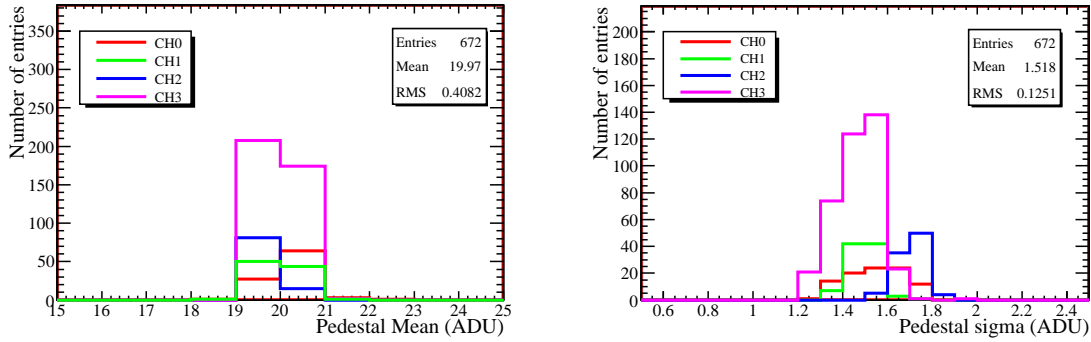 Number of entries
350
300
250
200
150
100
50
0
CH0
CH1
CH2
CH3
Entries 672
Mean 19.97
RMS 0.4082
15 16 17 18 19 20 21 22 23 24 25
Pedestal Mean (ADU)
Number of entries
200
180
160
140
120
100
80
60
40
20
0
CH0
CH1
CH2
CH3
Entries 672
Mean 1.518
RMS 0.1251
0.6 0.8 1 1.2 1.4 1.6 1.8 2 2.2 2.4
Pedestal sigma (ADU)